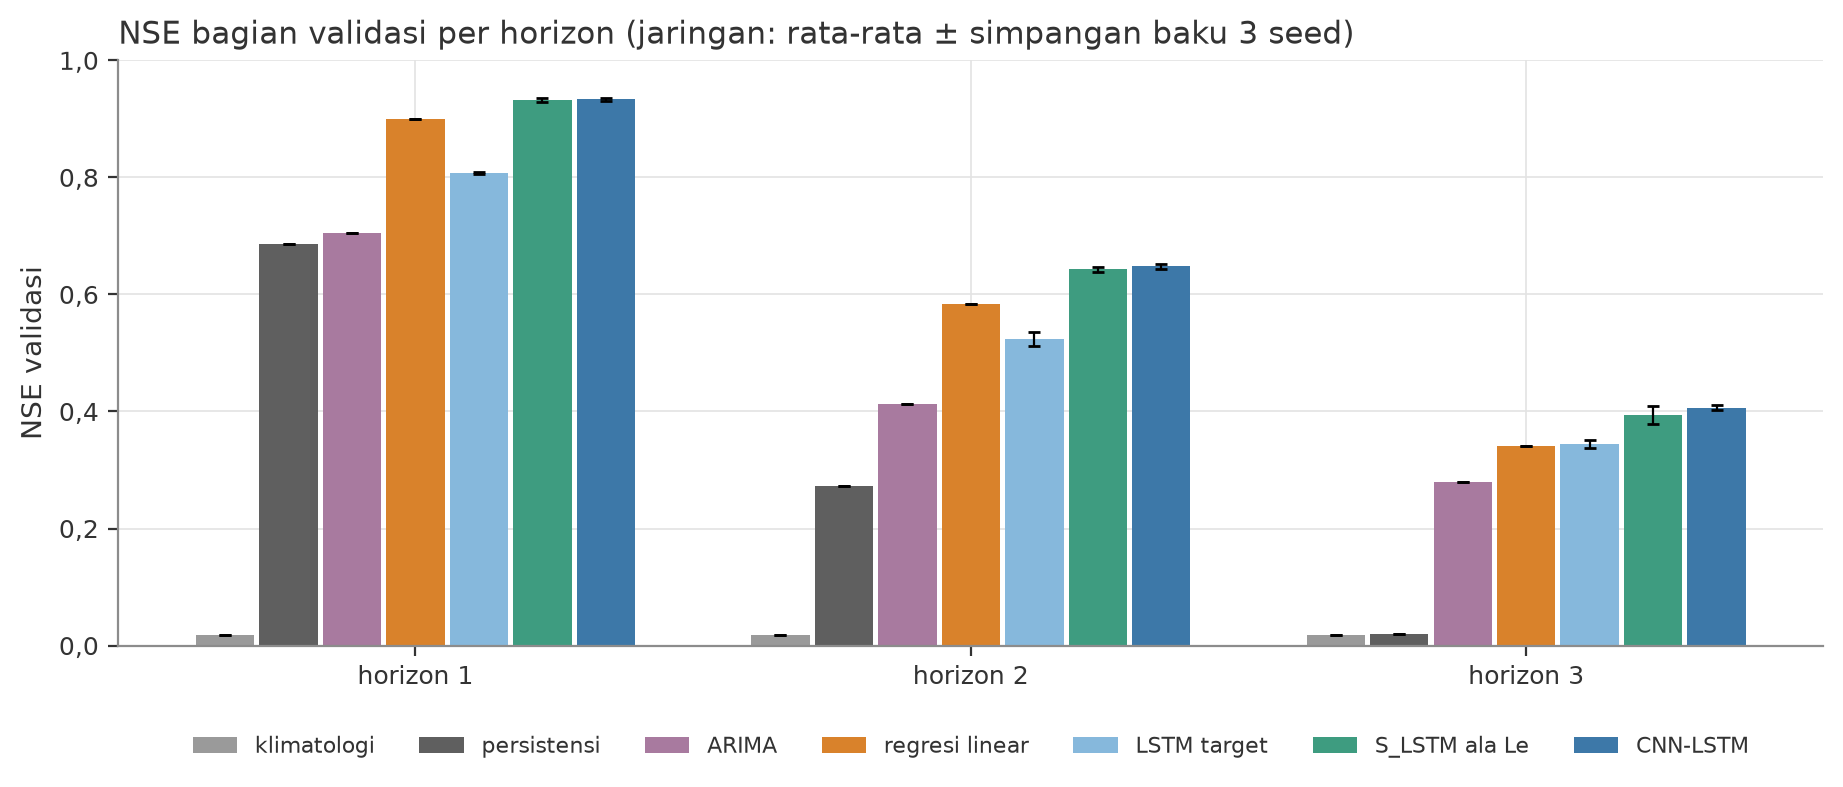 NSE bagian validasi per horizon (jaringan: rata-rata ± simpangan baku 3 seed)
NSE validasi
1,0
0,8
0,6
0,4
0,2
0,0
horizon 1
horizon 2
horizon 3
klimatologi
persistensi
ARIMA
regresi linear
LSTM target
S_LSTM ala Le
CNN-LSTM